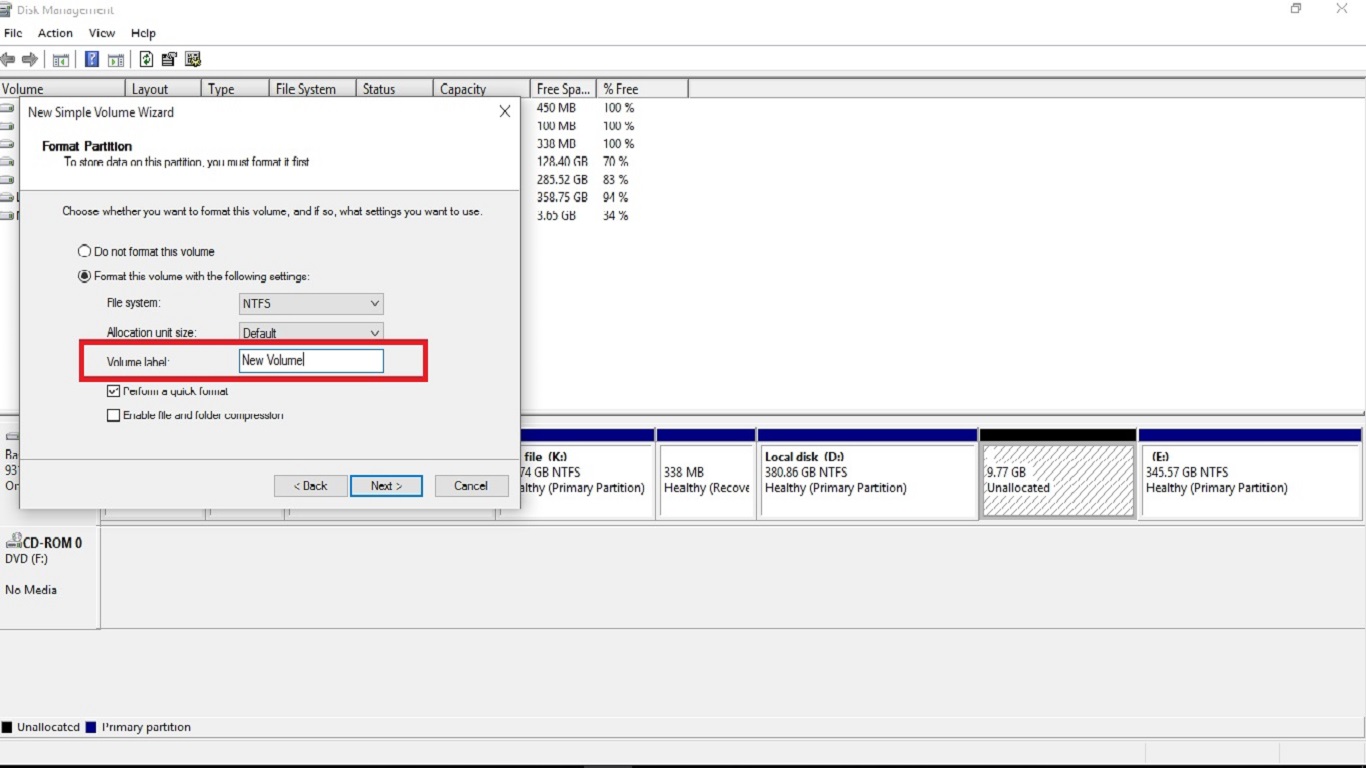 Disk Management
File Action View Help
Volume Layout Type File System Status Capacity Free Spa... % Free
450 MB 100 %
100 MB 100 %
338 MB 100 %
128.40 GB 70 %
285.52 GB 83 %
358.75 GB 94 %
3.65 GB 34 %
New Simple Volume Wizard
Format Partition
To store data on this partition, you must format it first
Choose whether you want to format this volume, and if so, what settings you want to use.
Do not format this volume
Format this volume with the following settings:
File system: NTFS
Allocation unit size: Default
Volume label: New Volume
Perform a quick format
Enable file and folder compression
< Back Next > Cancel
Ba
93
On
file (K:)
74 GB NTFS
lthy (Primary Partition)
338 MB
Healthy (Recove
Local disk (D:)
380.86 GB NTFS
Healthy (Primary Partition)
9.77 GB
Unallocated
(E:)
345.57 GB NTFS
Healthy (Primary Partition)
CD-ROM 0
DVD (F:)
No Media
Unallocated Primary partition